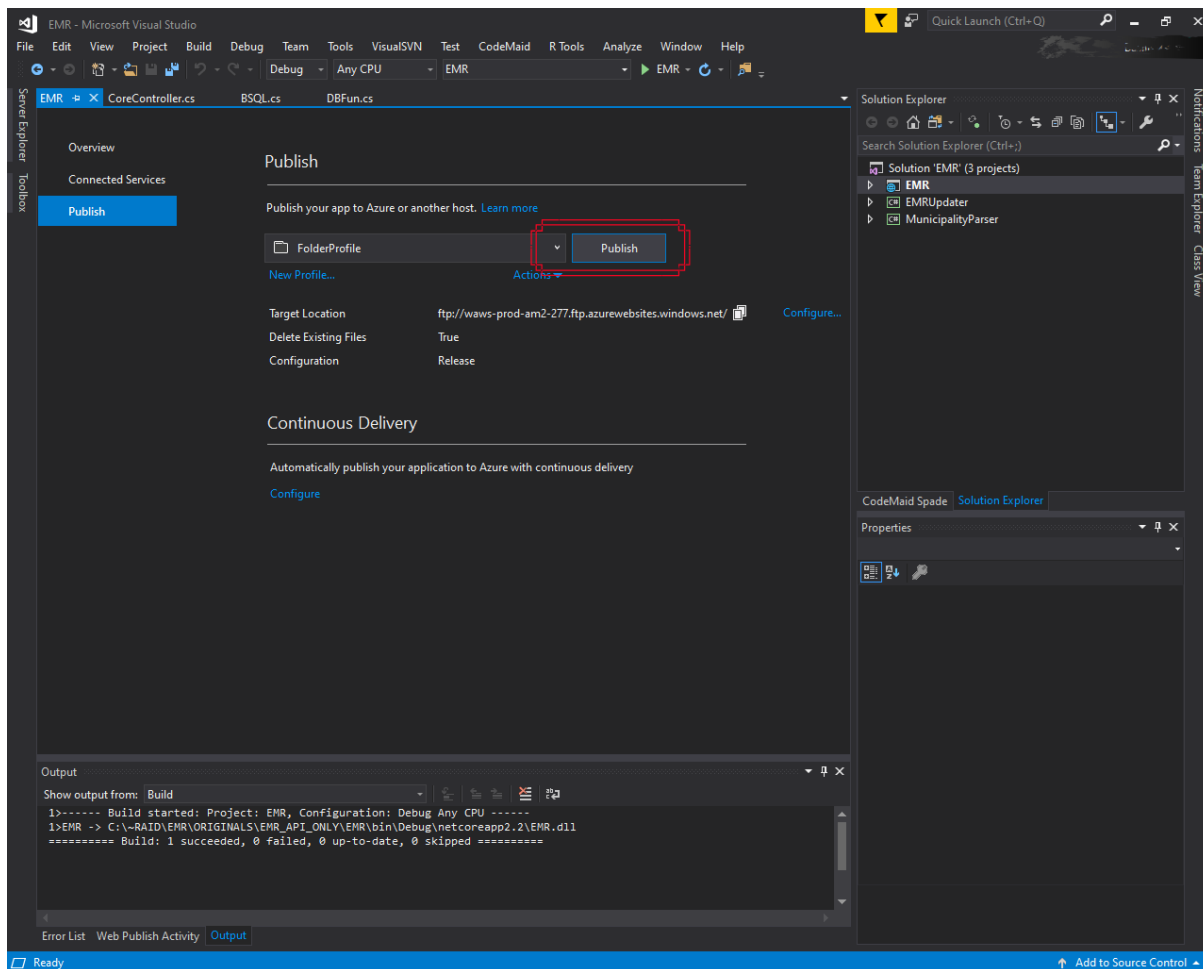 EMR - Microsoft Visual Studio
Quick Launch (Ctrl+Q)
File Edit View Project Build Debug Team Tools VisualSVN Test CodeMaid R Tools Analyze Window Help
Debug Any CPU EMR EMR
Server Explorer
Toolbox
EMR CoreController.cs BSQL.cs DBFun.cs
Overview
Connected Services
Publish
Publish
Publish your app to Azure or another host. Learn more
FolderProfile Publish
New Profile... Actions
Target Location ftp://waws-prod-am2-277.ftp.azurewebsites.windows.net/ Configure...
Delete Existing Files True
Configuration Release
Continuous Delivery
Automatically publish your application to Azure with continuous delivery
Configure
Output
Show output from: Build
1>------ Build started: Project: EMR, Configuration: Debug Any CPU ------
1>EMR -> C:\~RAID\EMR\ORIGINALS\EMR_API_ONLY\EMR\bin\Debug\netcoreapp2.2\EMR.dll
========== Build: 1 succeeded, 0 failed, 0 up-to-date, 0 skipped ==========
Error List Web Publish Activity Output
Solution Explorer
Search Solution Explorer (Ctrl+;)
Solution 'EMR' (3 projects)
EMR
C# EMRUpdater
C# MunicipalityParser
CodeMaid Spade Solution Explorer
Properties
Notifications
Team Explorer
Class View
Ready
Add to Source Control